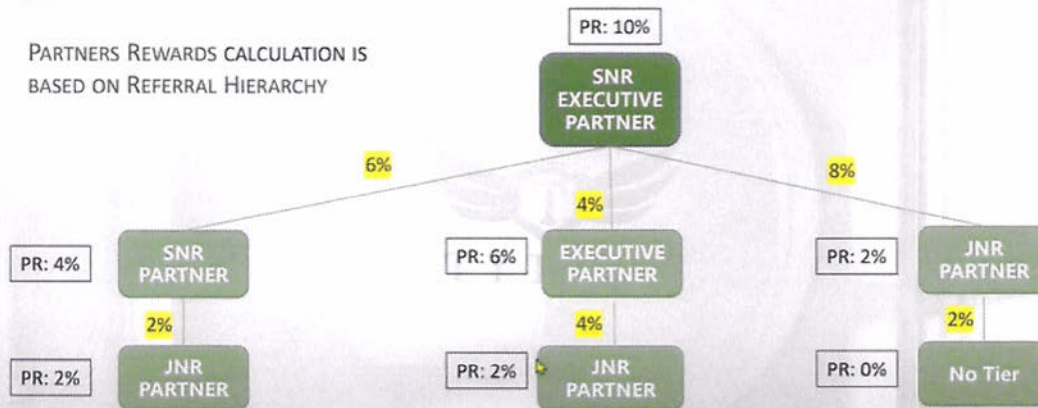 PR: 10%
PARTNERS REWARDS CALCULATION IS
BASED ON REFERRAL HIERARCHY
SNR
EXECUTIVE
PARTNER
6%
4%
8%
PR: 4%
SNR
PARTNER
PR: 6%
EXECUTIVE
PARTNER
PR: 2%
JNR
PARTNER
2%
4%
2%
PR: 2%
JNR
PARTNER
PR: 2%
JNR
PARTNER
PR: 0%
No Tier